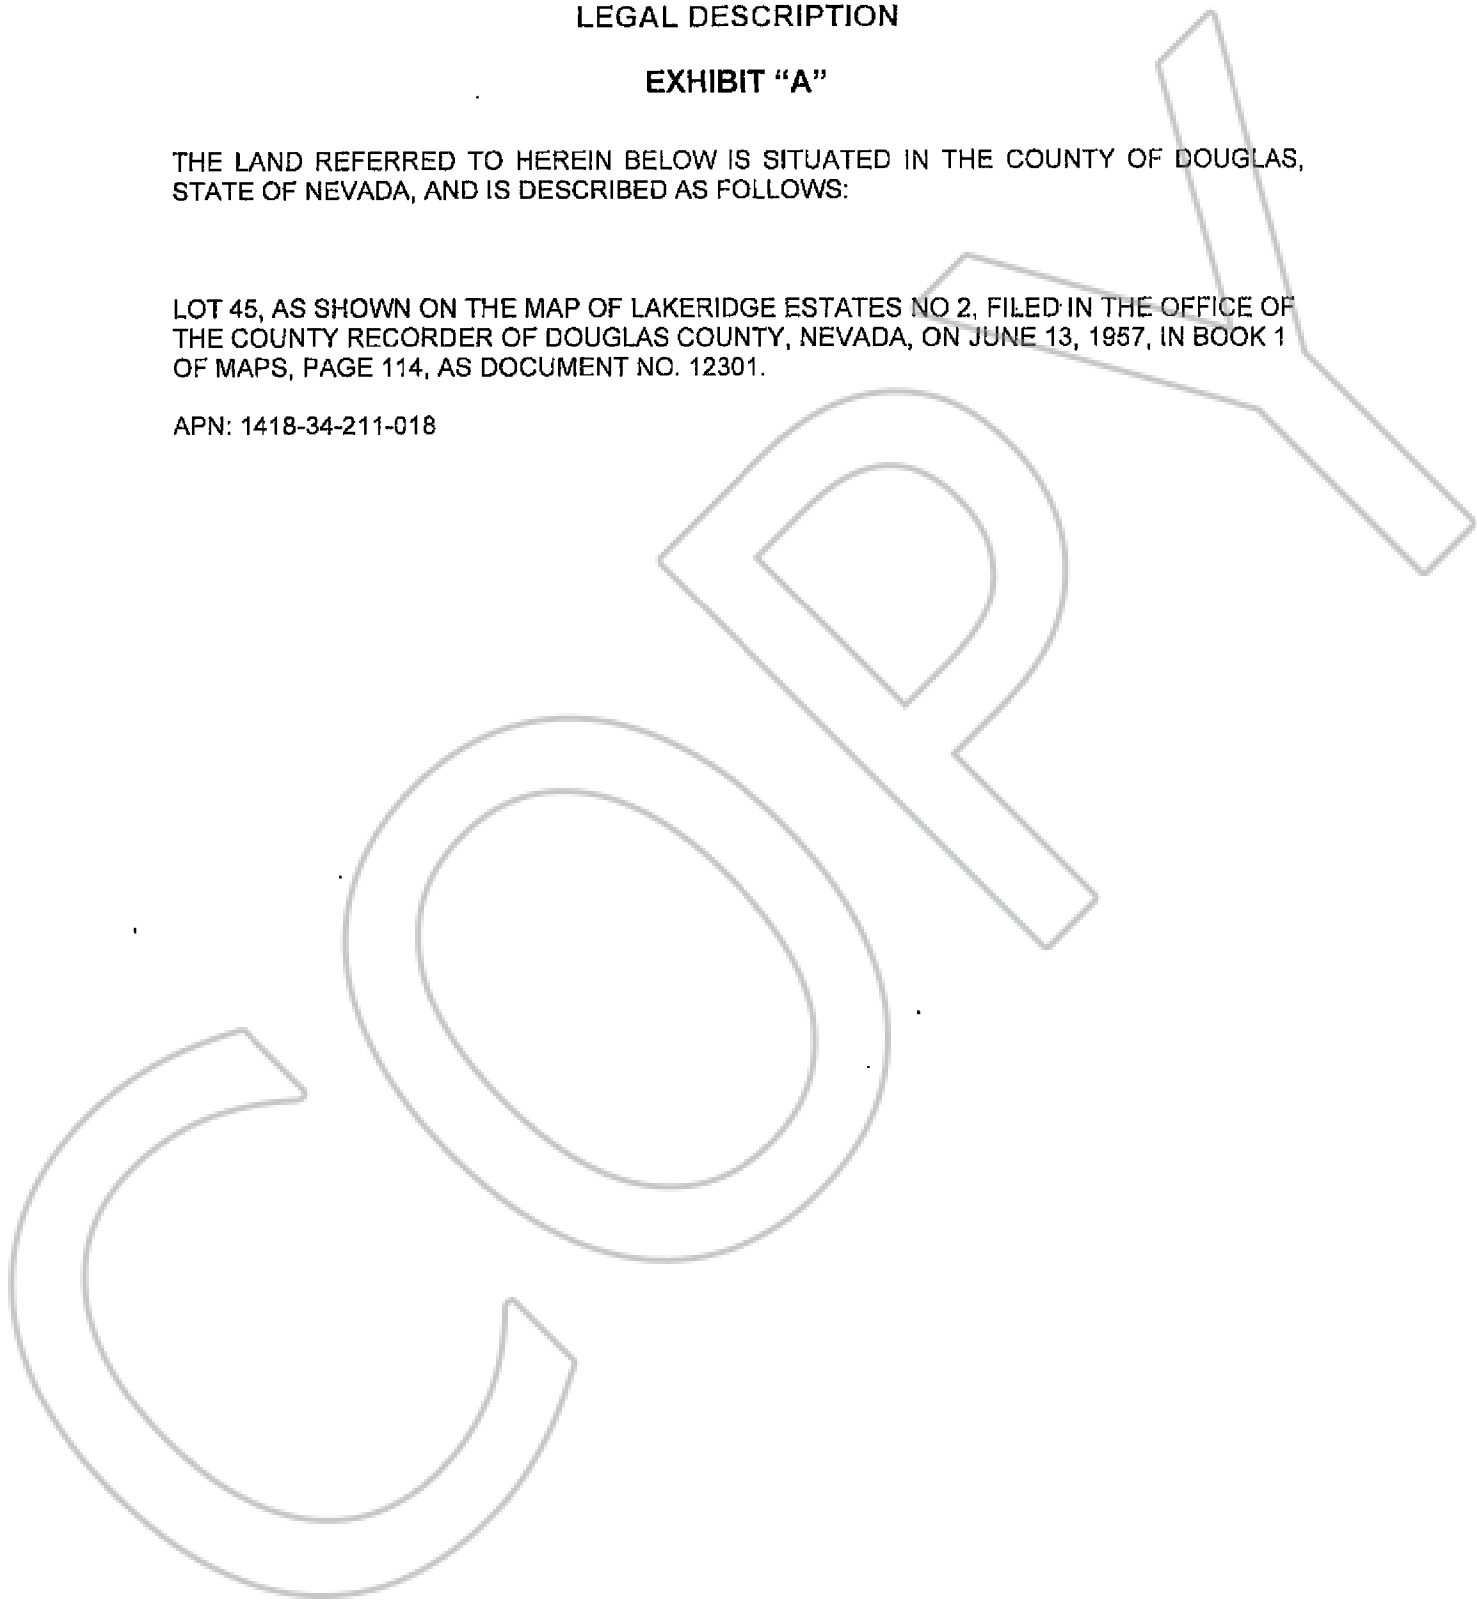 LEGAL DESCRIPTION
EXHIBIT “A”
THE LAND REFERRED TO HEREIN BELOW IS SITUATED IN THE COUNTY OF DOUGLAS,
STATE OF NEVADA, AND IS DESCRIBED AS FOLLOWS:
LOT 45, AS SHOWN ON THE MAP OF LAKERIDGE ESTATES NO 2, FILED IN THE OFFICE OF
THE COUNTY RECORDER OF DOUGLAS COUNTY, NEVADA, ON JUNE 13, 1957, IN BOOK 1
OF MAPS, PAGE 114, AS DOCUMENT NO. 12301.
APN: 1418-34-211-018
COPY